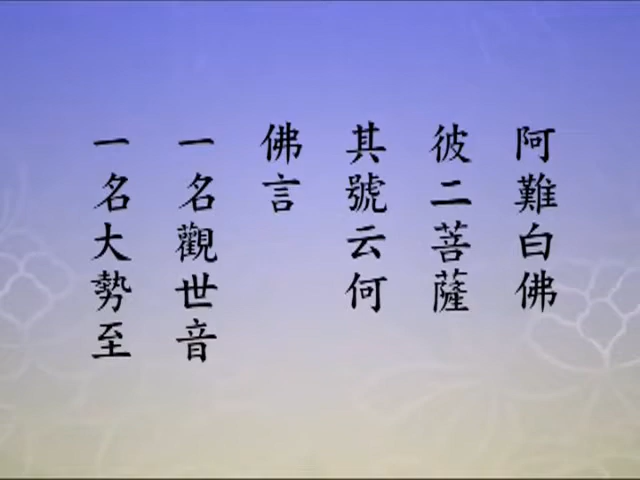 阿難白佛
彼二菩薩
其號云何
佛言
一名觀世音
一名大勢至